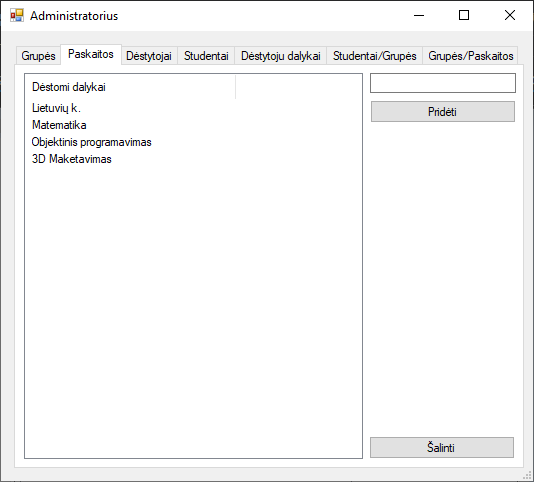 Administratorius
Grupės Paskaitos Dėstytojai Studentai Dėstytoju dalykai Studentai/Grupės Grupės/Paskaitos
Dėstomi dalykai
Lietuvių k.
Matematika
Objektinis programavimas
3D Maketavimas
Pridėti
Šalinti